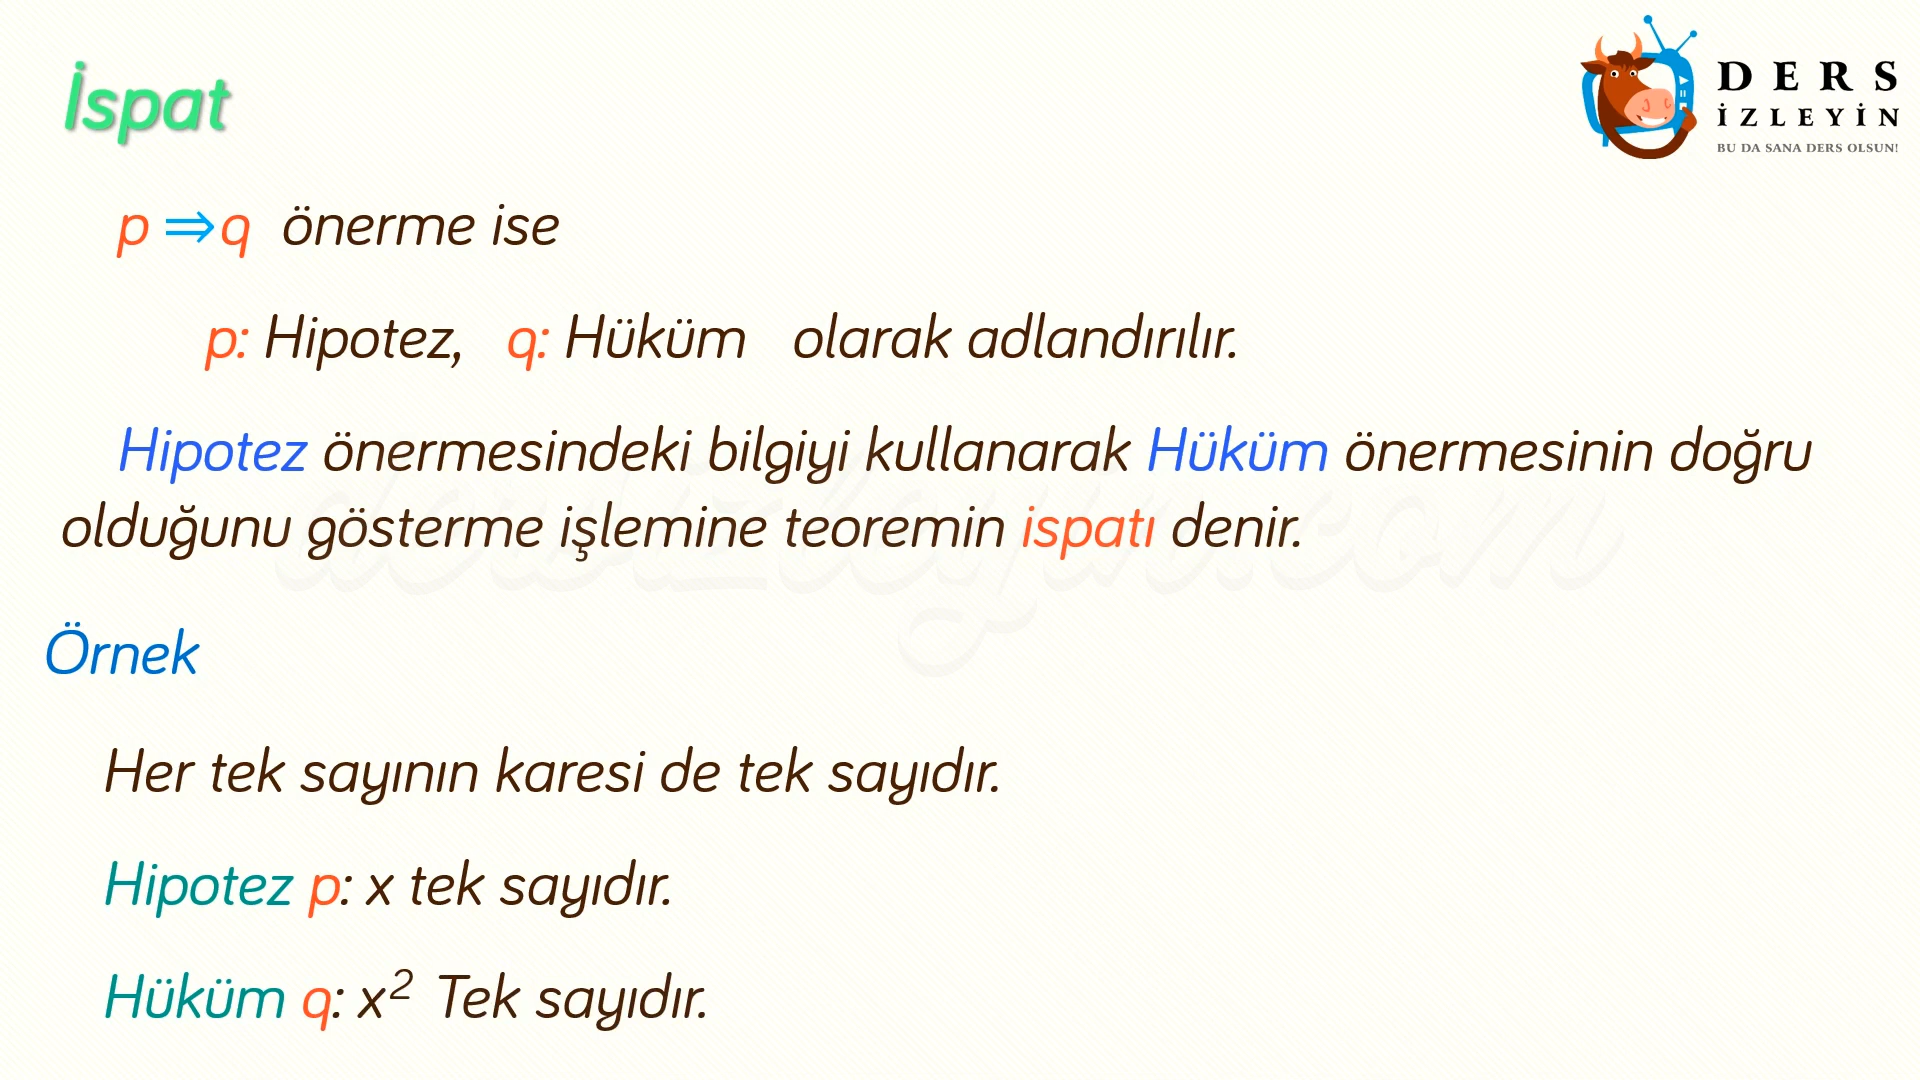 İspat
DERS
İZLEYİN
BU DA SANA DERS OLSUN!
p ⇒ q önerme ise
p: Hipotez, q: Hüküm olarak adlandırılır.
Hipotez önermesindeki bilgiyi kullanarak Hüküm önermesinin doğru
olduğunu gösterme işlemine teoremin ispatı denir.
dersizleyin.com
Örnek
Her tek sayının karesi de tek sayıdır.
Hipotez p: x tek sayıdır.
Hüküm q: x² Tek sayıdır.